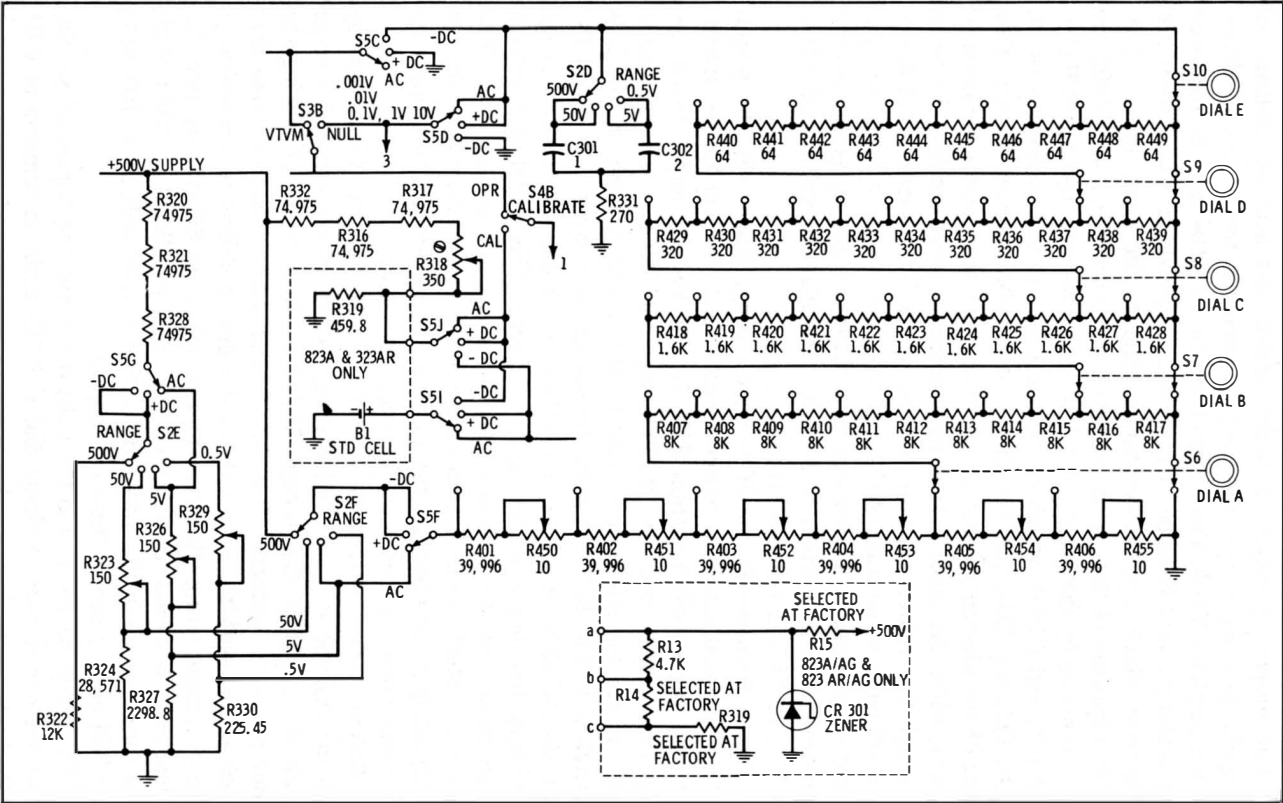 S5C
-DC
+ DC
AC
.001V
.01V
0.1V, 1V 10V
S3B
VTVM
NULL
3
AC
+DC
S5D
-DC
S2D
RANGE
500V
0.5V
50V
5V
C301
1
C302
2
R331
270
S10
DIAL E
R440
64
R441
64
R442
64
R443
64
R444
64
R445
64
R446
64
R447
64
R448
64
R449
64
S9
DIAL D
R429
320
R430
320
R431
320
R432
320
R433
320
R434
320
R435
320
R436
320
R437
320
R438
320
R439
320
S8
DIAL C
R418
1.6K
R419
1.6K
R420
1.6K
R421
1.6K
R422
1.6K
R423
1.6K
R424
1.6K
R425
1.6K
R426
1.6K
R427
1.6K
R428
1.6K
S7
DIAL B
R407
8K
R408
8K
R409
8K
R410
8K
R411
8K
R412
8K
R413
8K
R414
8K
R415
8K
R416
8K
R417
8K
S6
DIAL A
+500V SUPPLY
R320
74975
R321
74975
R328
74975
S5G
-DC
AC
+DC
RANGE
S2E
500V
0.5V
50V
5V
R329
150
R326
150
R323
150
R324
28,571
R327
2298.8
R330
225.45
R322
12K
50V
5V
.5V
R332
74.975
R316
74,975
R317
74,975
R318
350
OPR
S4B
CALIBRATE
CAL
1
R319
459.8
823A & 323AR
ONLY
B1
STD CELL
S5J
AC
+ DC
- DC
S5I
-DC
+ DC
AC
S2F
RANGE
500V
-DC
S5F
+DC
AC
R401
39,996
R450
10
R402
39,996
R451
10
R403
39,996
R452
10
R404
39,996
R453
10
R405
39,996
R454
10
R406
39,996
R455
10
SELECTED
AT FACTORY
a
R13
4.7K
R15
+500V
823A/AG &
823 AR/AG ONLY
b
R14
SELECTED AT
FACTORY
c
R319
SELECTED AT
FACTORY
CR 301
ZENER